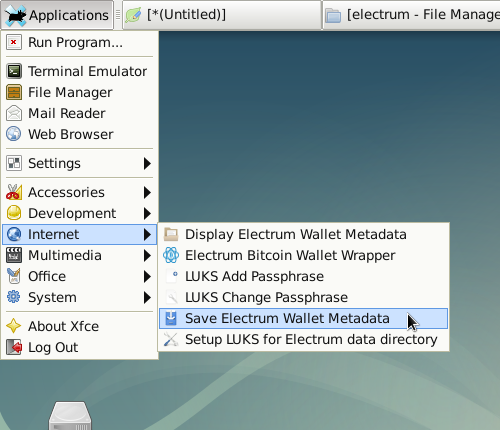 Applications
[*(Untitled)]
[electrum - File Manage
Run Program...
Terminal Emulator
File Manager
Mail Reader
Web Browser
Settings
Accessories
Development
Internet
Multimedia
Office
System
About Xfce
Log Out
Display Electrum Wallet Metadata
Electrum Bitcoin Wallet Wrapper
LUKS Add Passphrase
LUKS Change Passphrase
Save Electrum Wallet Metadata
Setup LUKS for Electrum data directory